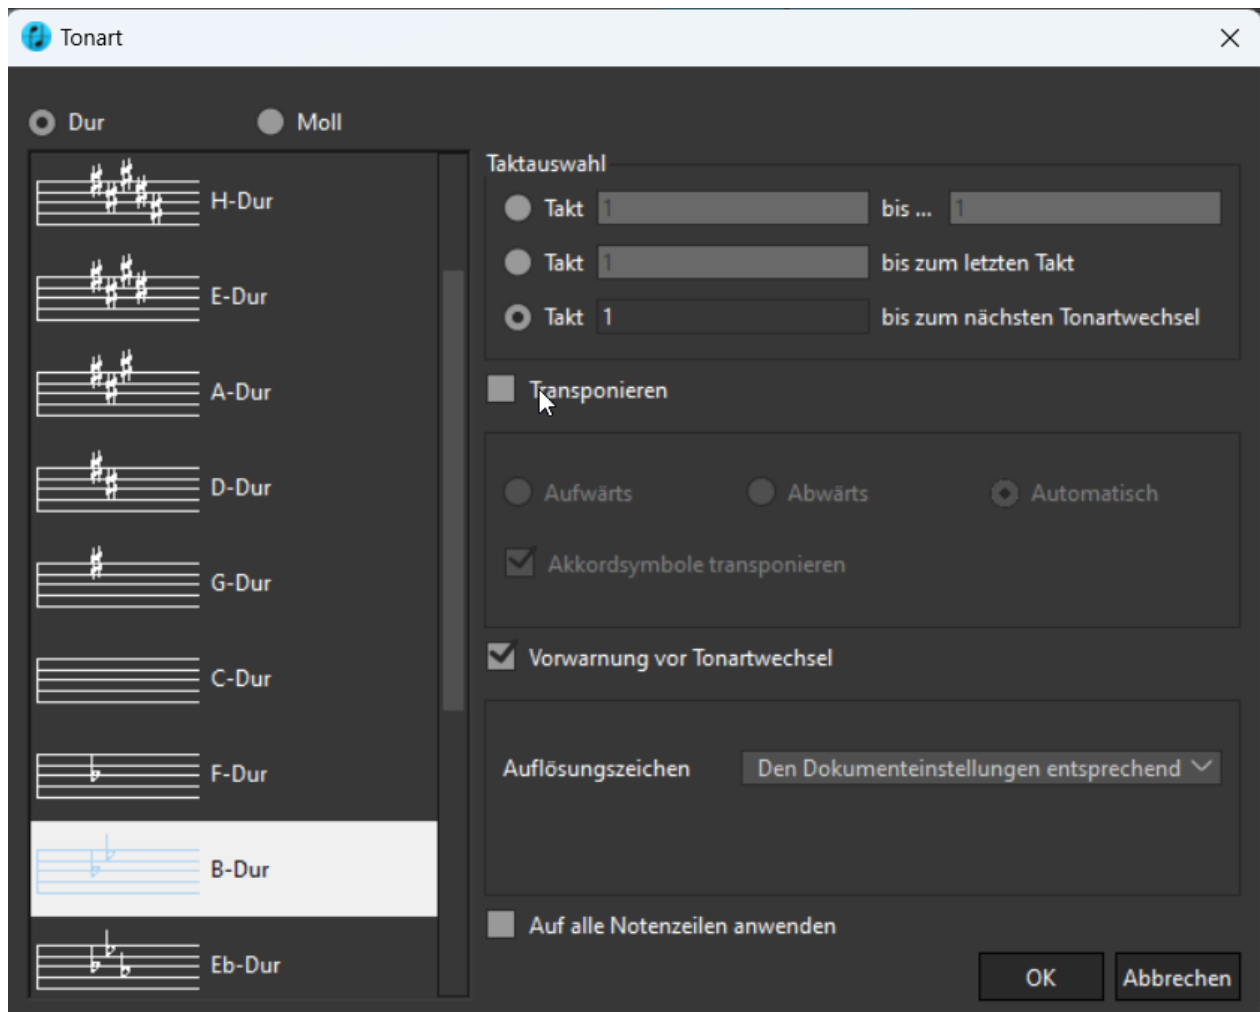 Tonart
Dur Moll
H-Dur
E-Dur
A-Dur
D-Dur
G-Dur
C-Dur
F-Dur
B-Dur
Eb-Dur
Taktauswahl
Takt 1 bis ... 1
Takt 1 bis zum letzten Takt
Takt 1 bis zum nächsten Tonartwechsel
Transponieren
Aufwärts Abwärts Automatisch
Akkordsymbole transponieren
Vorwarnung vor Tonartwechsel
Auflösungszeichen Den Dokumenteinstellungen entsprechend
Auf alle Notenzeilen anwenden
OK Abbrechen